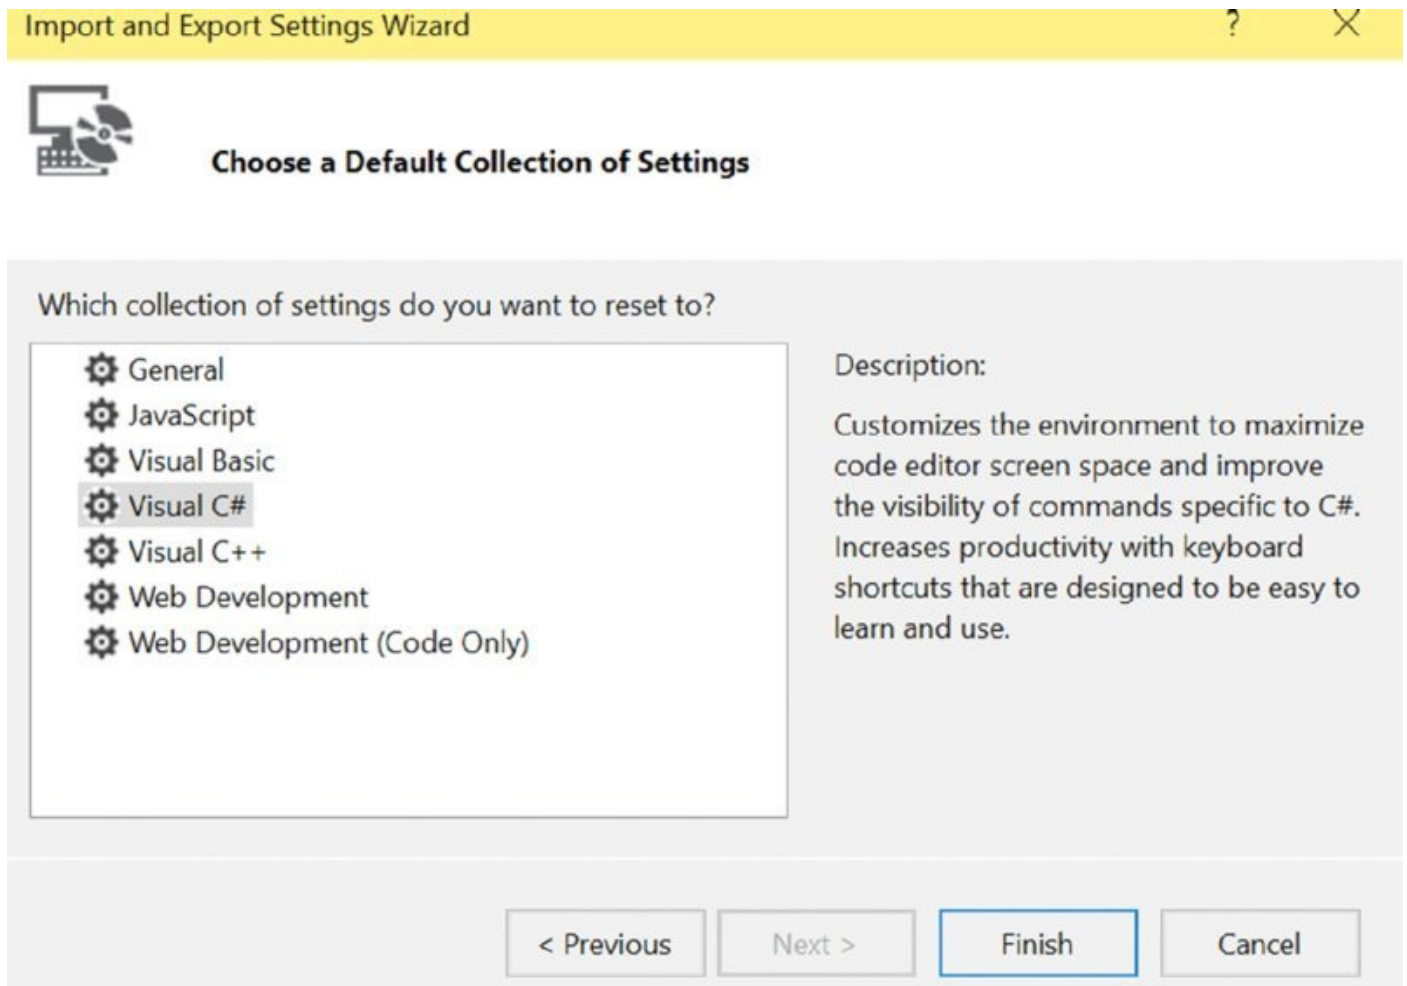 Import and Export Settings Wizard ? X
Choose a Default Collection of Settings
Which collection of settings do you want to reset to?
General
JavaScript
Visual Basic
Visual C#
Visual C++
Web Development
Web Development (Code Only)
Description:
Customizes the environment to maximize
code editor screen space and improve
the visibility of commands specific to C#.
Increases productivity with keyboard
shortcuts that are designed to be easy to
learn and use.
< Previous Next > Finish Cancel